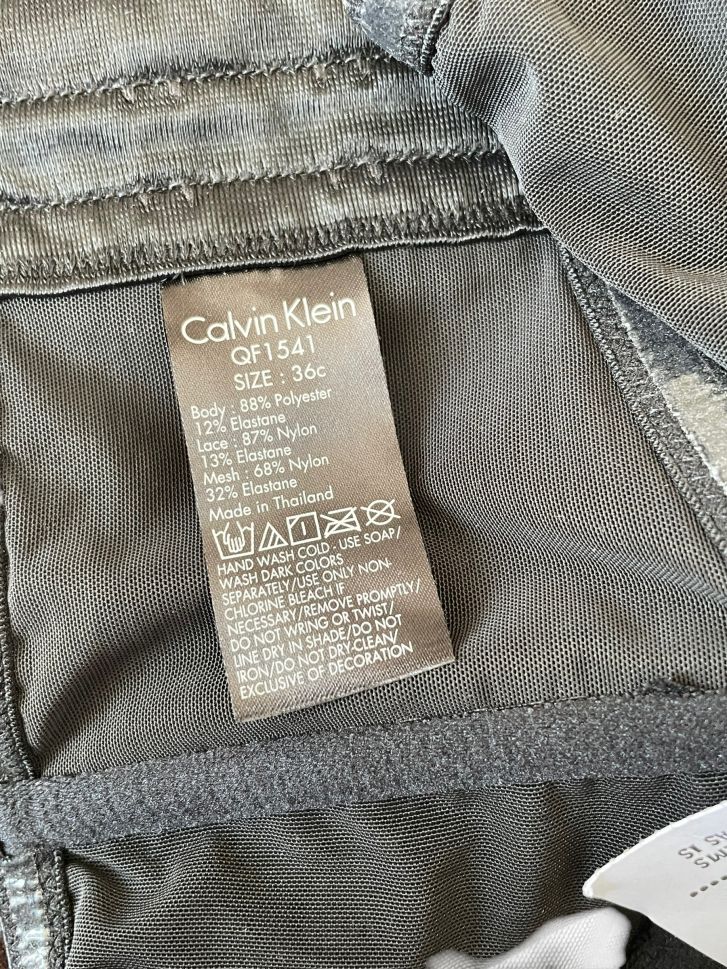 Calvin Klein
QF1541
SIZE : 36c
Body : 88% Polyester
12% Elastane
Lace : 87% Nylon
13% Elastane
Mesh : 68% Nylon
32% Elastane
Made in Thailand
HAND WASH COLD . USE SOAP/
WASH DARK COLORS
SEPARATELY/USE ONLY NON-
CHLORINE BLEACH IF
NECESSARY/REMOVE PROMPTLY/
DO NOT WRING OR TWIST/
LINE DRY IN SHADE/DO NOT
IRON/DO NOT DRY-CLEAN/
EXCLUSIVE OF DECORATION